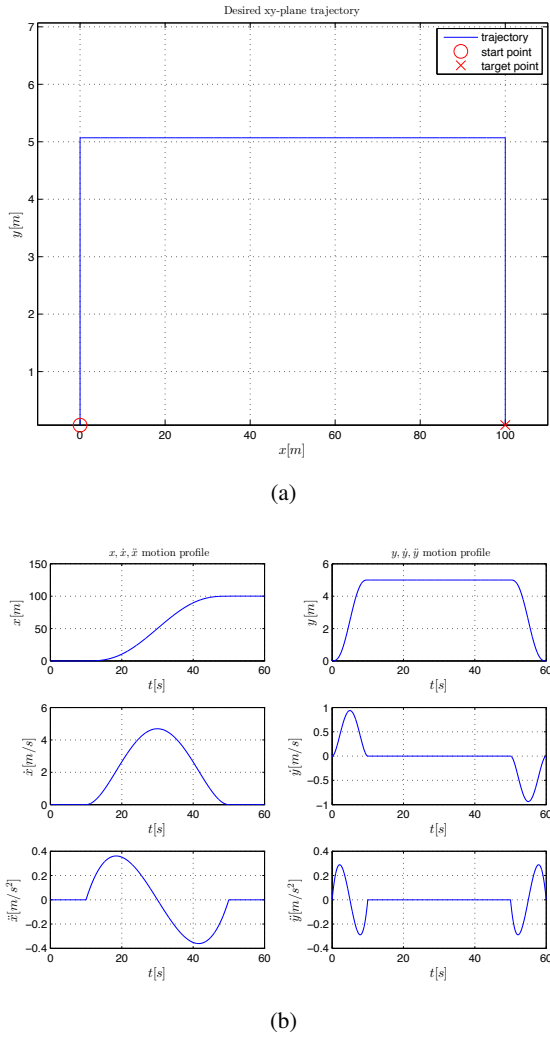 Desired xy-plane trajectory
trajectory
start point
target point
7
6
5
4
3
2
1
y[m]
0 20 40 60 80 100
x[m]
(a)
x, ẋ, ẍ motion profile
150
100
50
0
x[m]
0 20 40 60
t[s]
y, ẏ, ÿ motion profile
6
4
2
0
y[m]
0 20 40 60
t[s]
6
4
2
0
ẋ[m/s]
0 20 40 60
t[s]
1
0.5
0
−0.5
−1
ẏ[m/s]
0 20 40 60
t[s]
0.4
0.2
0
−0.2
−0.4
ẍ[m/s²]
0 20 40 60
t[s]
0.4
0.2
0
−0.2
−0.4
ÿ[m/s²]
0 20 40 60
t[s]
(b)